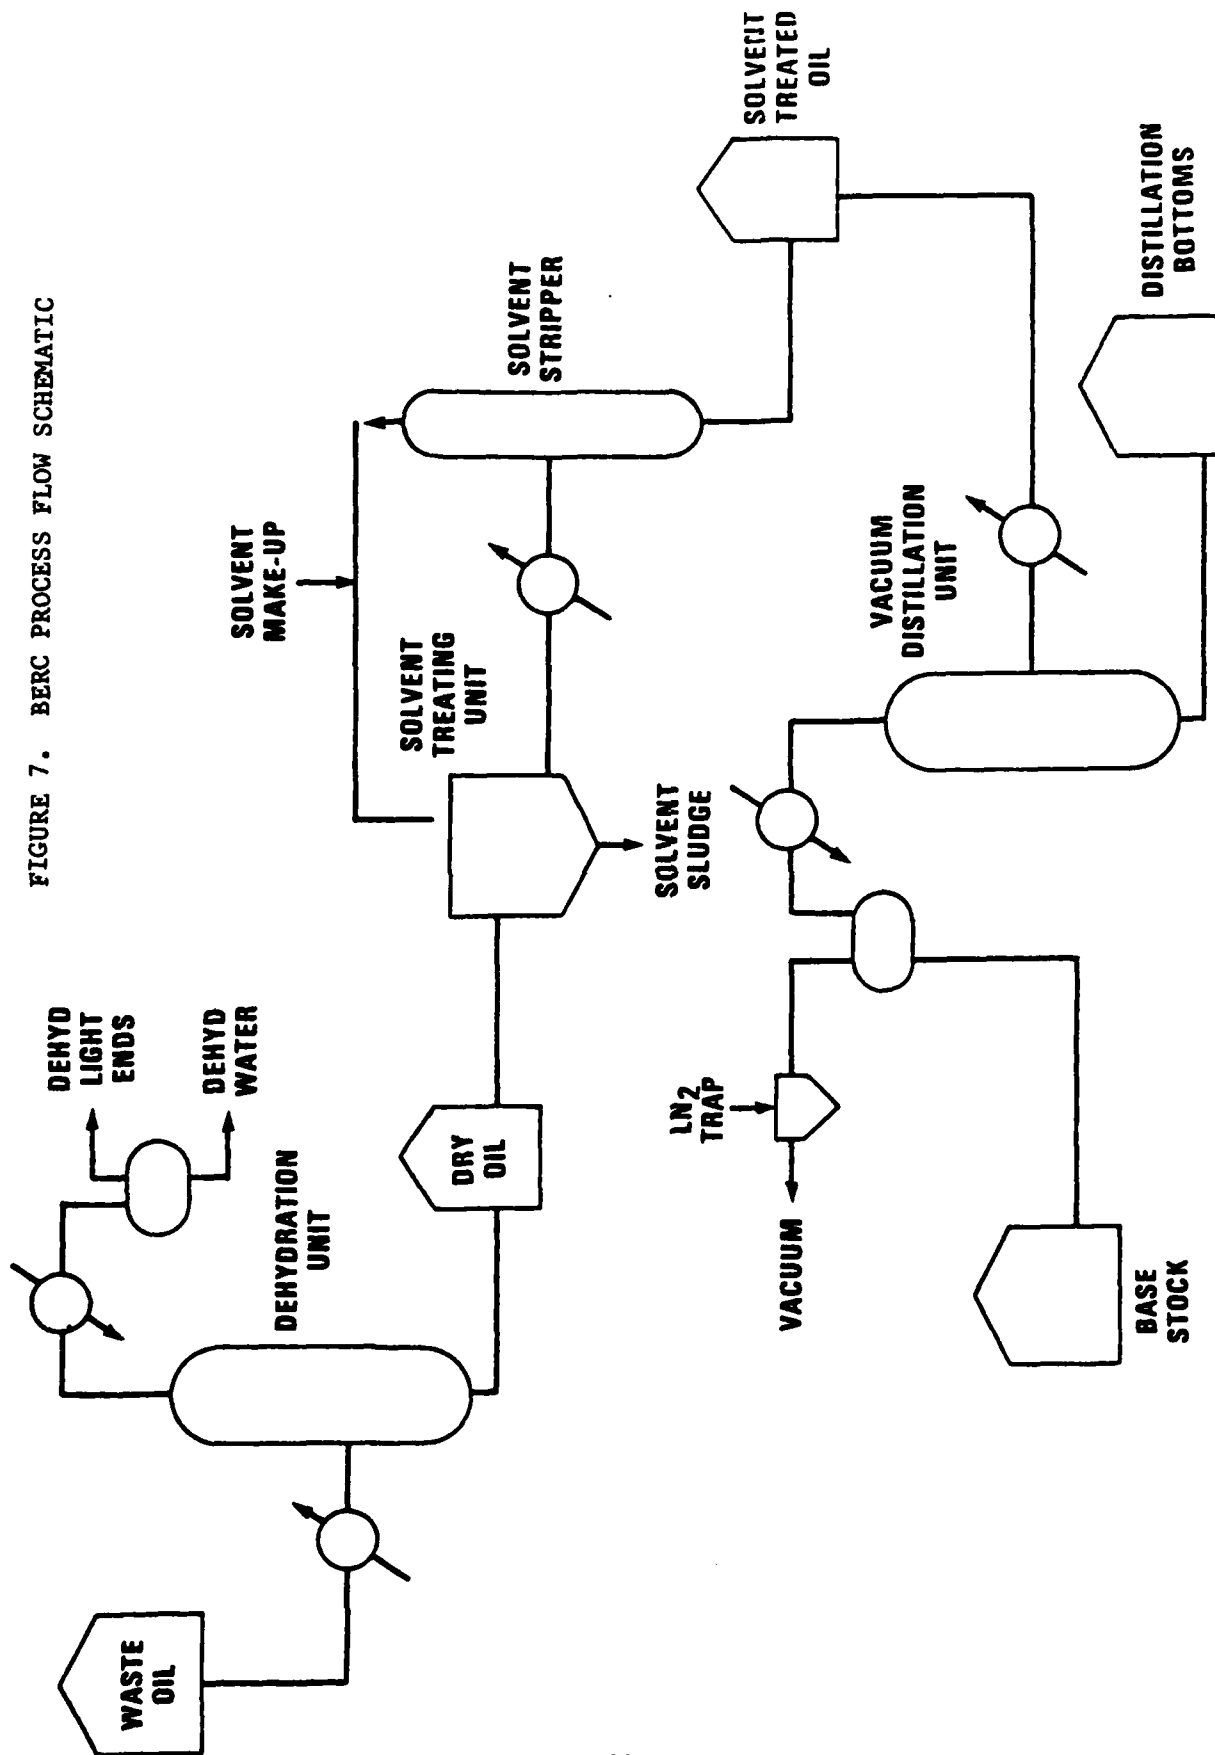 FIGURE 7. BERC PROCESS FLOW SCHEMATIC
WASTE
OIL
DEHYD
LIGHT
ENDS
DEHYD
WATER
DEHYDRATION
UNIT
DRY
OIL
SOLVENT
MAKE-UP
SOLVENT
TREATING
UNIT
SOLVENT
SLUDGE
SOLVENT
STRIPPER
SOLVENT
TREATED
OIL
VACUUM
DISTILLATION
UNIT
DISTILLATION
BOTTOMS
LN2
TRAP
VACUUM
BASE
STOCK